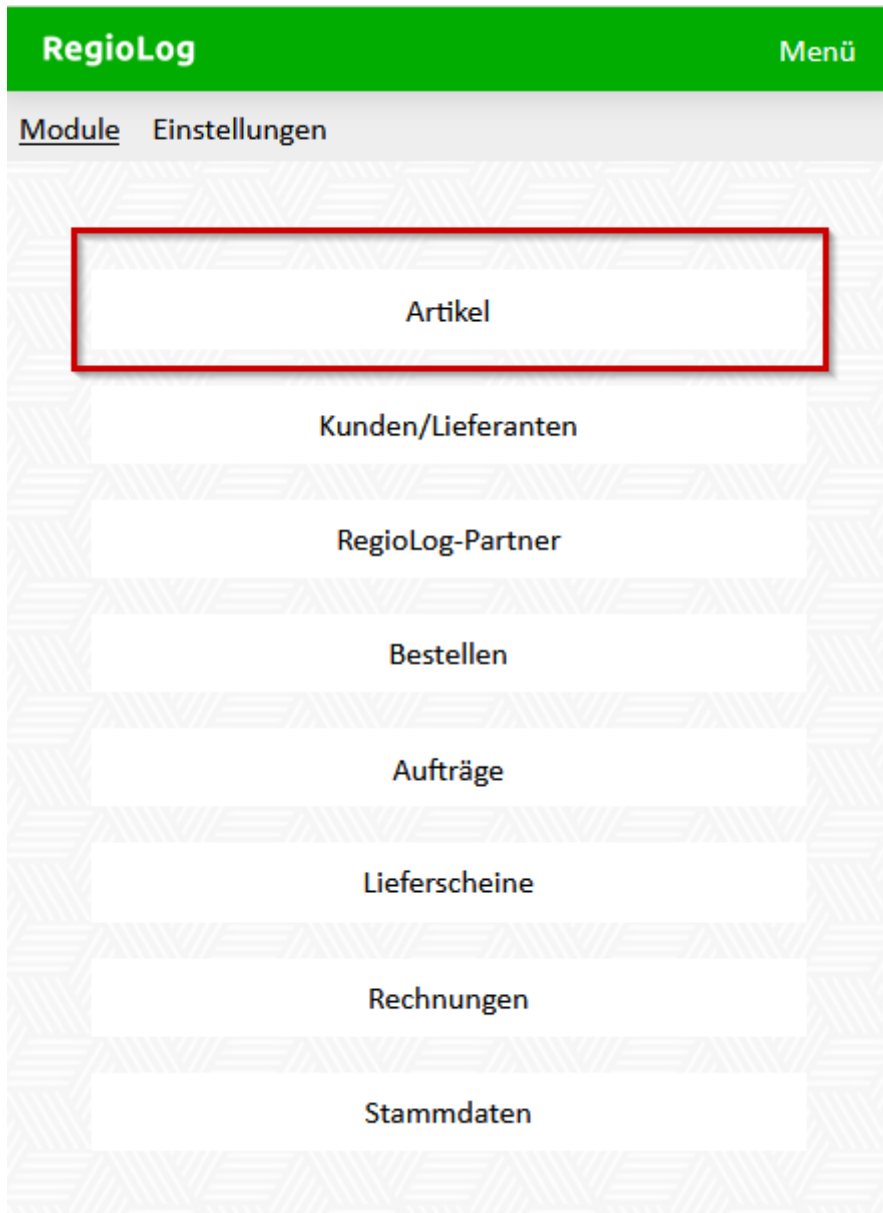 RegioLog
Menü
Module Einstellungen
Artikel
Kunden/Lieferanten
RegioLog-Partner
Bestellen
Aufträge
Lieferscheine
Rechnungen
Stammdaten